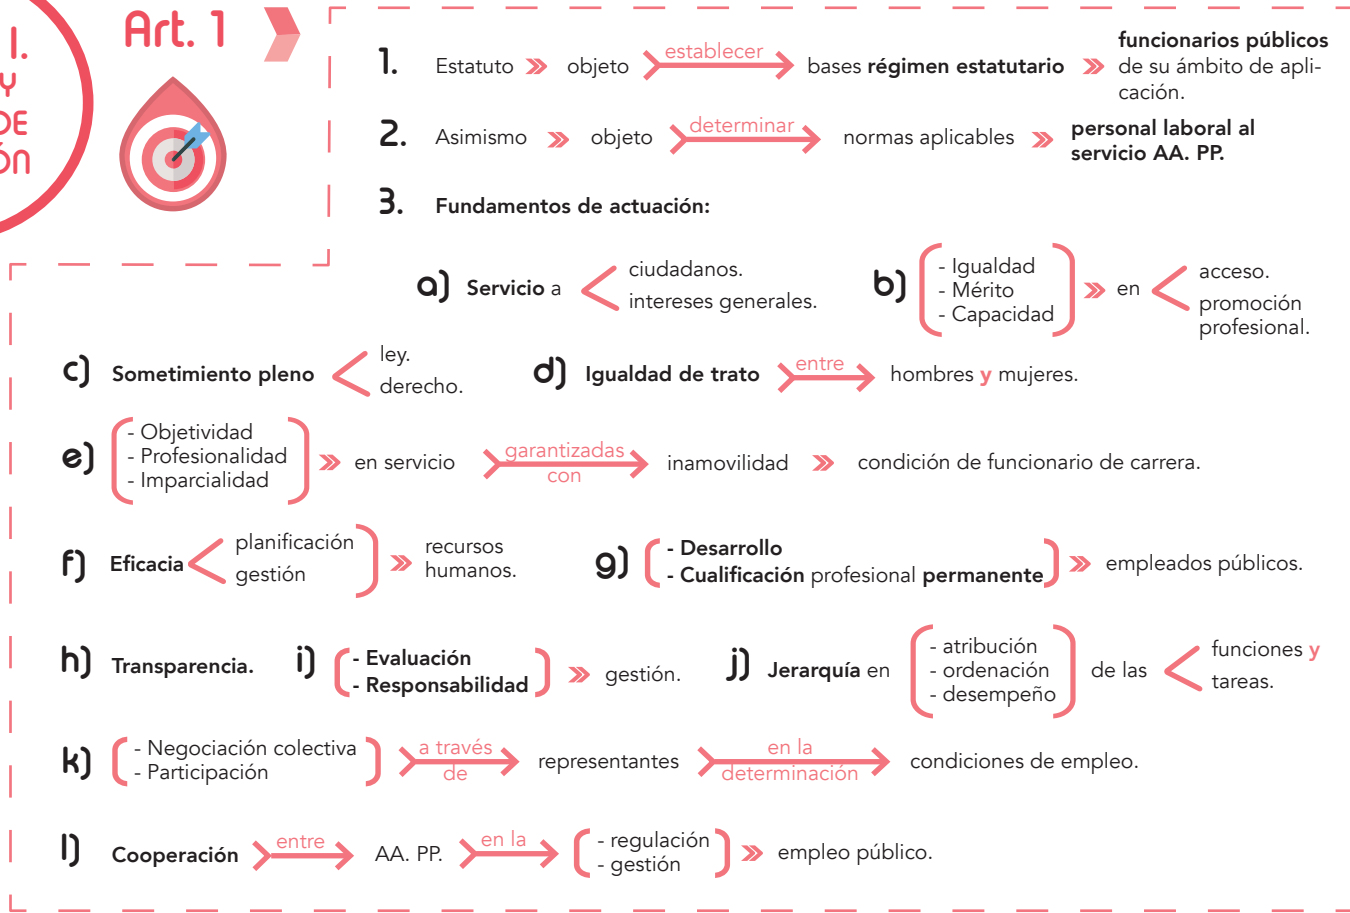 I.
Y
DE
ÓN
Art. 1
1. Estatuto objeto establecer bases régimen estatutario funcionarios públicos
de su ámbito de apli-
cación.
2. Asimismo objeto determinar normas aplicables personal laboral al
servicio AA. PP.
3. Fundamentos de actuación:
a) Servicio a
ciudadanos.
intereses generales.
b)
- Igualdad
- Mérito
- Capacidad
en
acceso.
promoción
profesional.
c) Sometimiento pleno
ley.
derecho.
d) Igualdad de trato entre hombres y mujeres.
e)
- Objetividad
- Profesionalidad
- Imparcialidad
en servicio
garantizadas
con
inamovilidad condición de funcionario de carrera.
f) Eficacia
planificación
gestión
recursos
humanos.
g)
- Desarrollo
- Cualificación profesional permanente
empleados públicos.
h) Transparencia.
i)
- Evaluación
- Responsabilidad
gestión.
j) Jerarquía en
- atribución
- ordenación
- desempeño
de las
funciones y
tareas.
k)
- Negociación colectiva
- Participación
a través
de
representantes
en la
determinación
condiciones de empleo.
l) Cooperación entre AA. PP. en la
- regulación
- gestión
empleo público.